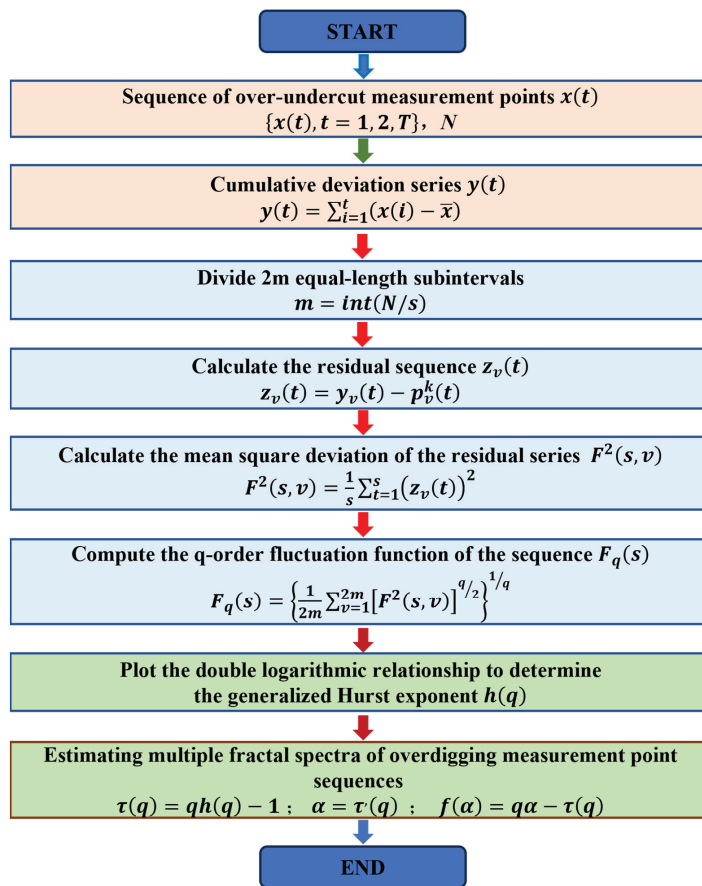 START
Sequence of over-undercut measurement points x(t)
{x(t), t = 1, 2, T}, N
Cumulative deviation series y(t)
y(t) = ∑_{i=1}^{t}(x(i) − x̅)
Divide 2m equal-length subintervals
m = int(N/s)
Calculate the residual sequence z_v(t)
z_v(t) = y_v(t) − p_v^k(t)
Calculate the mean square deviation of the residual series F²(s, v)
F²(s, v) = 1/s ∑_{t=1}^{s}(z_v(t))²
Compute the q-order fluctuation function of the sequence F_q(s)
F_q(s) = {1/2m ∑_{v=1}^{2m}[F²(s, v)]^{q/2}}^{1/q}
Plot the double logarithmic relationship to determine
the generalized Hurst exponent h(q)
Estimating multiple fractal spectra of overdigging measurement point
sequences
τ(q) = qh(q) − 1 ; α = τ′(q) ; f(α) = qα − τ(q)
END